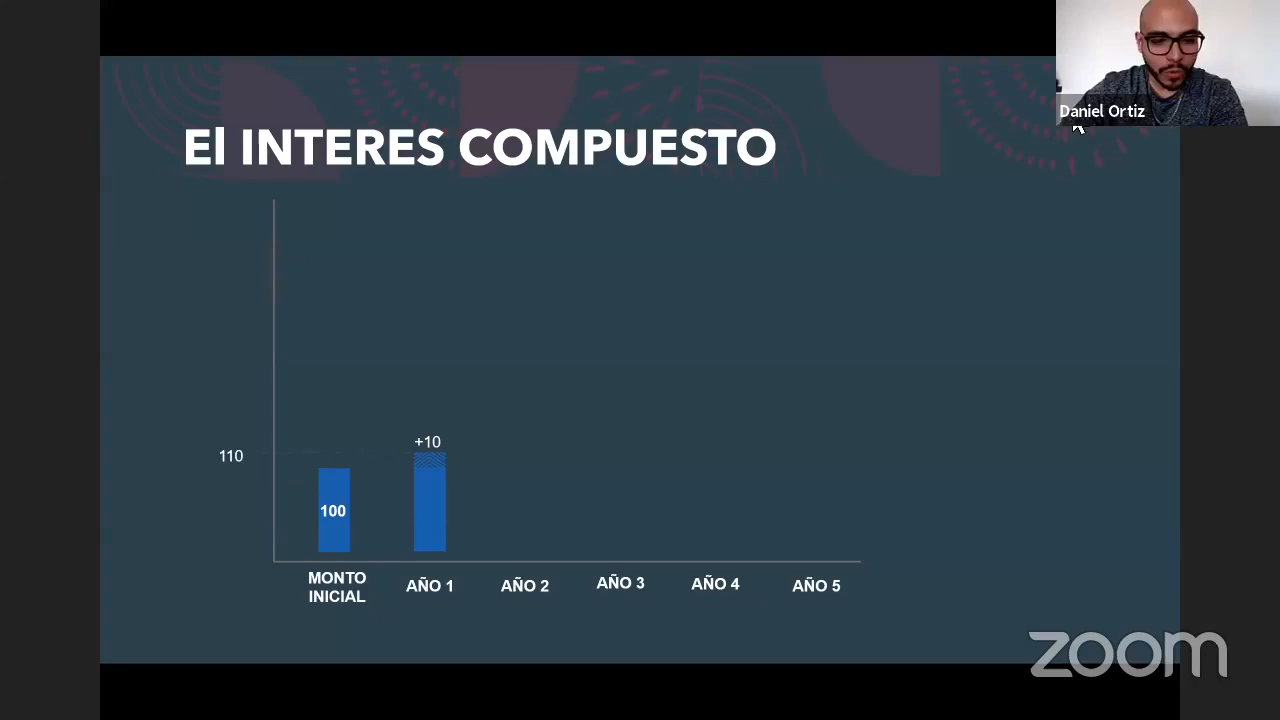 Daniel Ortiz
El INTERES COMPUESTO
+10
110
100
MONTO
INICIAL
AÑO 1
AÑO 2
AÑO 3
AÑO 4
AÑO 5
zoom